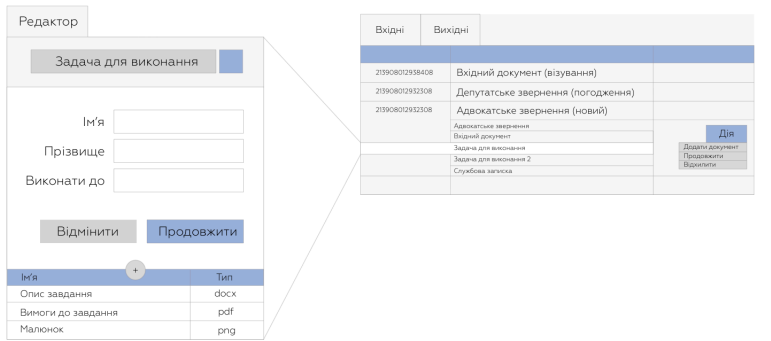 Редактор
Задача для виконання
Ім'я
Прізвище
Виконати до
Відмінити
Продовжити
+
Ім'я Тип
Опис завдання docx
Вимоги до завдання pdf
Малюнок png
Вхідні Вихідні
213908012938408 Вхідний документ (візування)
213908012932308 Депутатське звернення (погодження)
213908012932308 Адвокатське звернення (новий)
Адвокатське звернення
Вхідний документ
Задача для виконання
Задача для виконання 2
Службова записка
Дія
Додати документ
Продовжити
Відхилити